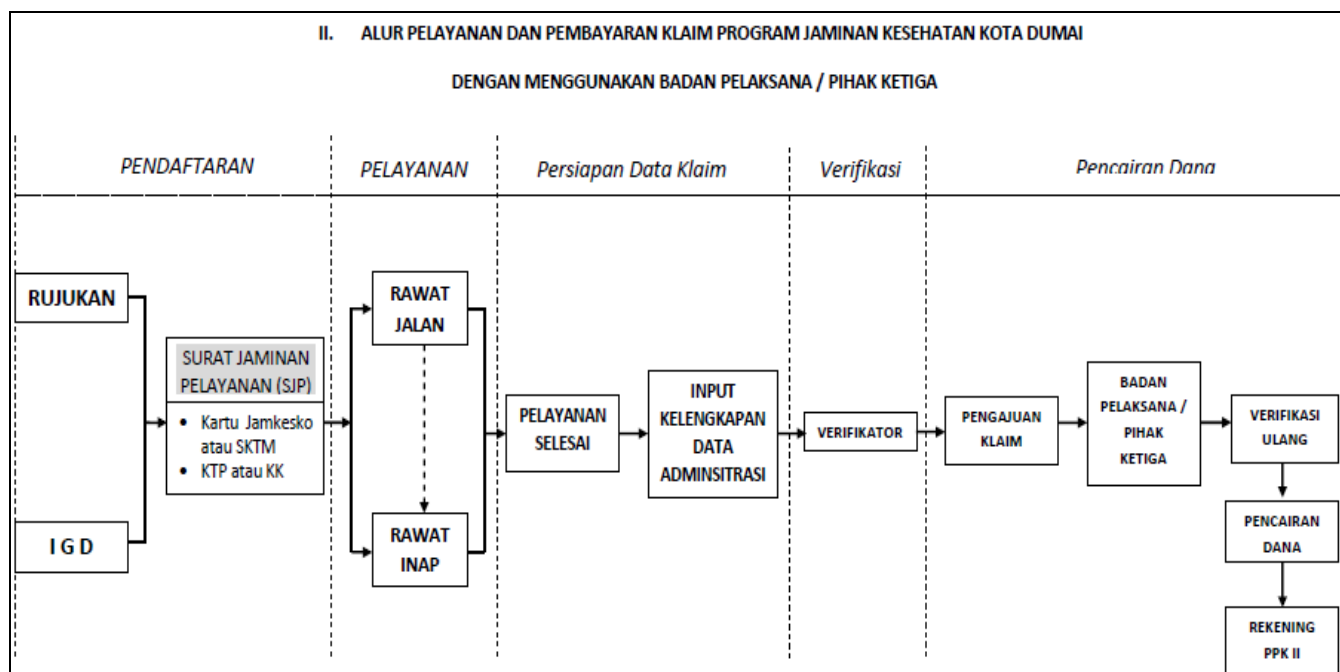 II. ALUR PELAYANAN DAN PEMBAYARAN KLAIM PROGRAM JAMINAN KESEHATAN KOTA DUMAI
DENGAN MENGGUNAKAN BADAN PELAKSANA / PIHAK KETIGA
PENDAFTARAN
PELAYANAN
Persiapan Data Klaim
Verifikasi
Pencairan Dana
RUJUKAN
I G D
SURAT JAMINAN
PELAYANAN (SJP)
• Kartu Jamkesko
atau SKTM
• KTP atau KK
RAWAT
JALAN
RAWAT
INAP
PELAYANAN
SELESAI
INPUT
KELENGKAPAN
DATA
ADMINSITRASI
VERIFIKATOR
PENGAJUAN
KLAIM
BADAN
PELAKSANA /
PIHAK
KETIGA
VERIFIKASI
ULANG
PENCAIRAN
DANA
REKENING
PPK II